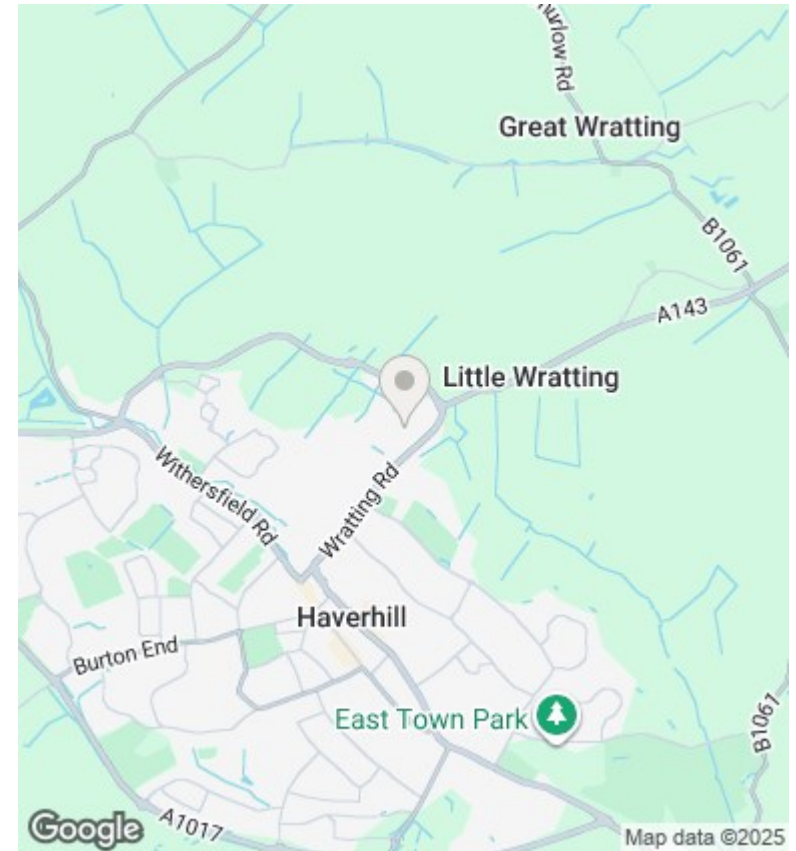 hurlow Rd
Great Wratting
B1061
A143
Little Wratting
Withersfield Rd
Wratting Rd
Haverhill
Burton End
East Town Park
B1061
A1017
Google
Map data ©2025